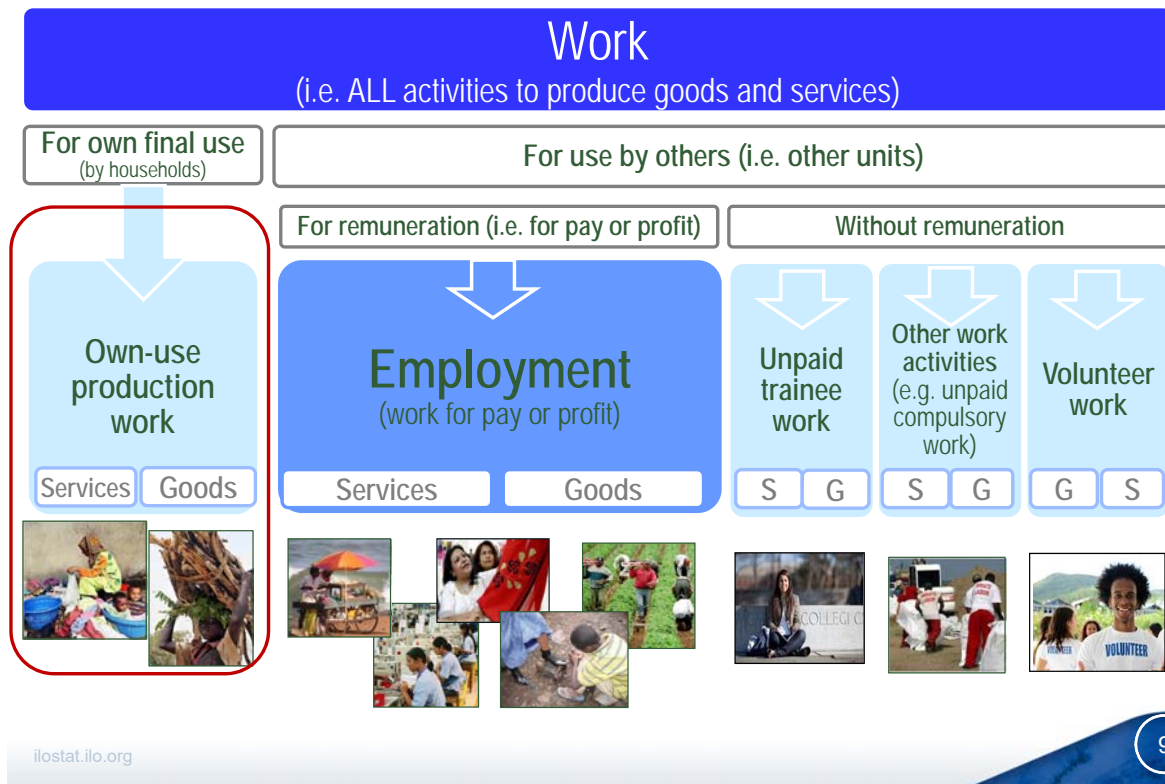 Work
(i.e. ALL activities to produce goods and services)
For own final use
(by households)
For use by others (i.e. other units)
For remuneration (i.e. for pay or profit)
Without remuneration
Own-use
production
work
Services
Goods
Employment
(work for pay or profit)
Services
Goods
Unpaid
trainee
work
S
G
Other work
activities
(e.g. unpaid
compulsory
work)
S
G
Volunteer
work
G
S
COLLEGI C
VOLUNTEER
ilostat.ilo.org
9